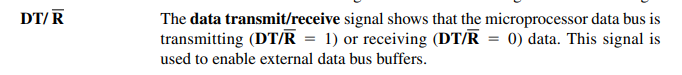 DT/R̅ The data transmit/receive signal shows that the microprocessor data bus is
transmitting (DT/R̅ = 1) or receiving (DT/R̅ = 0) data. This signal is
used to enable external data bus buffers.